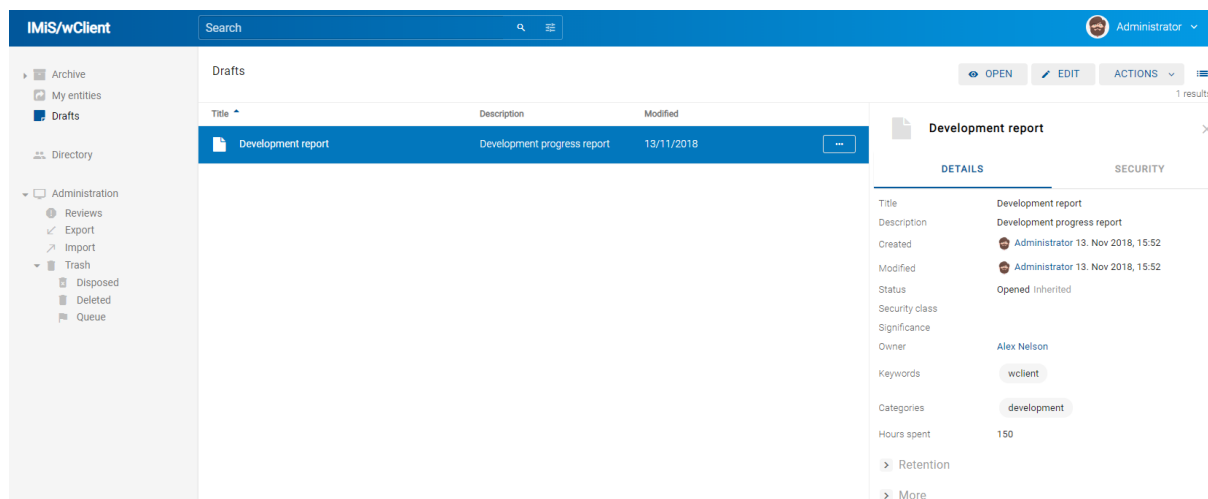 IMiS/wClient
Search
Administrator
Archive
My entities
Drafts
Directory
Administration
Reviews
Export
Import
Trash
Disposed
Deleted
Queue
Drafts
OPEN
EDIT
ACTIONS
1 results
Title Description Modified
Development report Development progress report 13/11/2018 ...
Development report
DETAILS SECURITY
Title Development report
Description Development progress report
Created Administrator 13. Nov 2018, 15:52
Modified Administrator 13. Nov 2018, 15:52
Status Opened Inherited
Security class
Significance
Owner Alex Nelson
Keywords wclient
Categories development
Hours spent 150
Retention
More